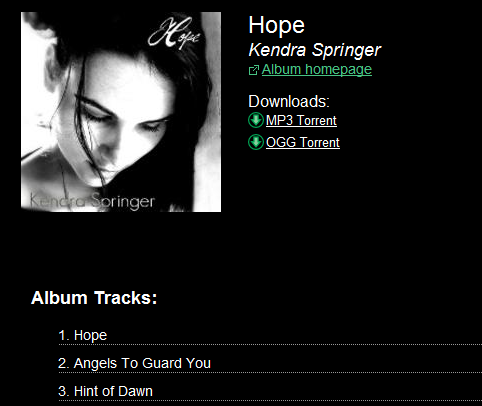 Hope
Kendra Springer
Hope
Kendra Springer
Album homepage
Downloads:
MP3 Torrent
OGG Torrent
Album Tracks:
1. Hope
2. Angels To Guard You
3. Hint of Dawn